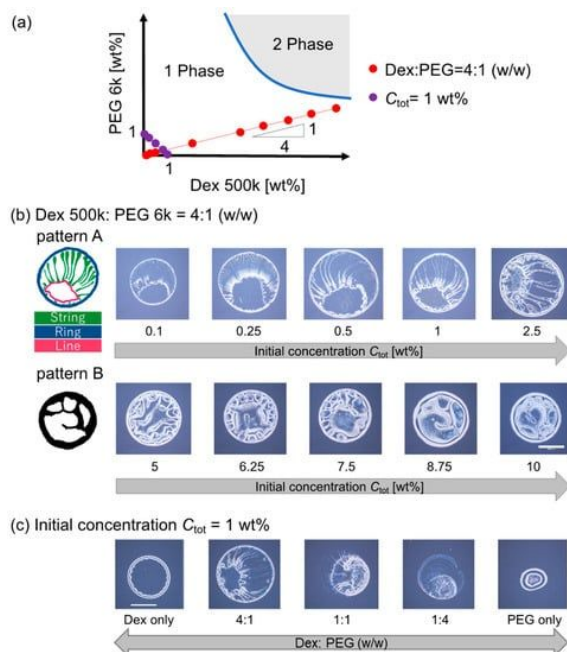 (a)
PEG 6k [wt%]
1 Phase
2 Phase
Dex:PEG=4:1 (w/w)
Ctot= 1 wt%
1
1
4
1
Dex 500k [wt%]
(b) Dex 500k: PEG 6k = 4:1 (w/w)
pattern A
String
Ring
Line
0.1 0.25 0.5 1 2.5
Initial concentration Ctot [wt%]
pattern B
5 6.25 7.5 8.75 10
Initial concentration Ctot [wt%]
(c) Initial concentration Ctot = 1 wt%
Dex only 4:1 1:1 1:4 PEG only
Dex: PEG (w/w)